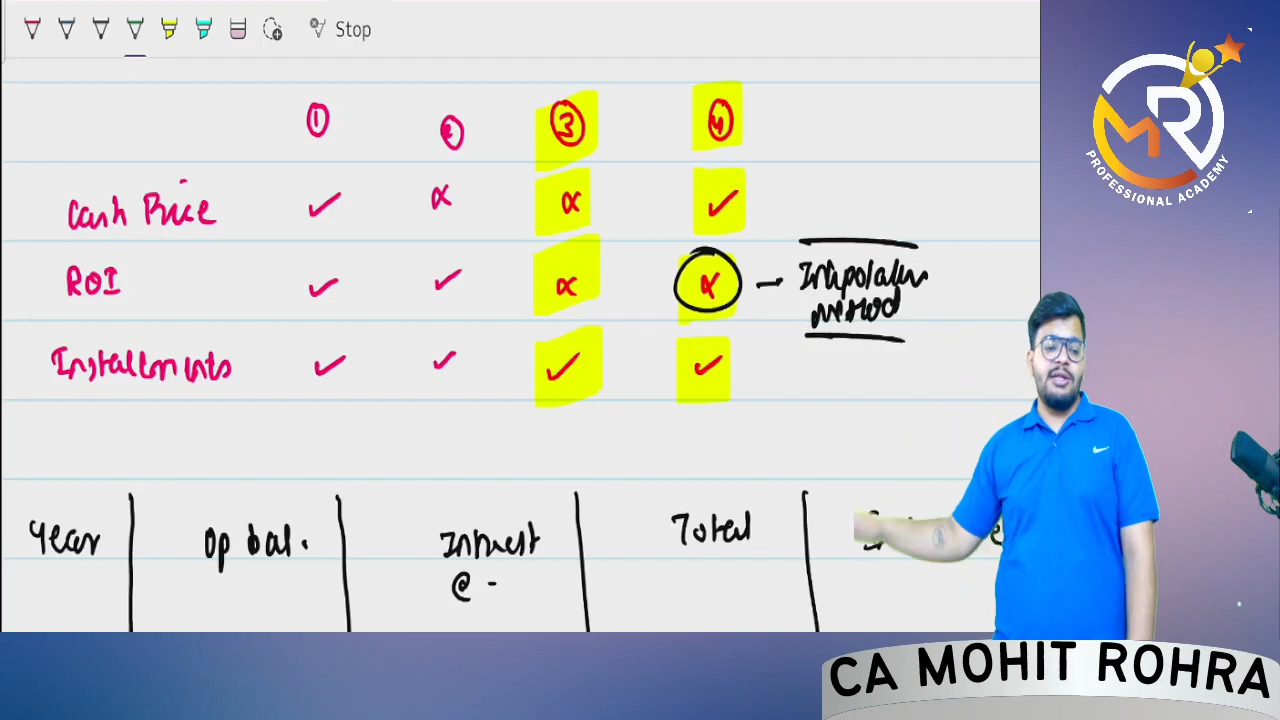 Stop
① ② ③ ④
Cash Price ✓ × × ✓
ROI ✓ ✓ × × - Interpolation
method
Installments ✓ ✓ ✓ ✓
Year Op bal. Interest Total
@ -
MR
PROFESSIONAL ACADEMY
CA MOHIT ROHRA